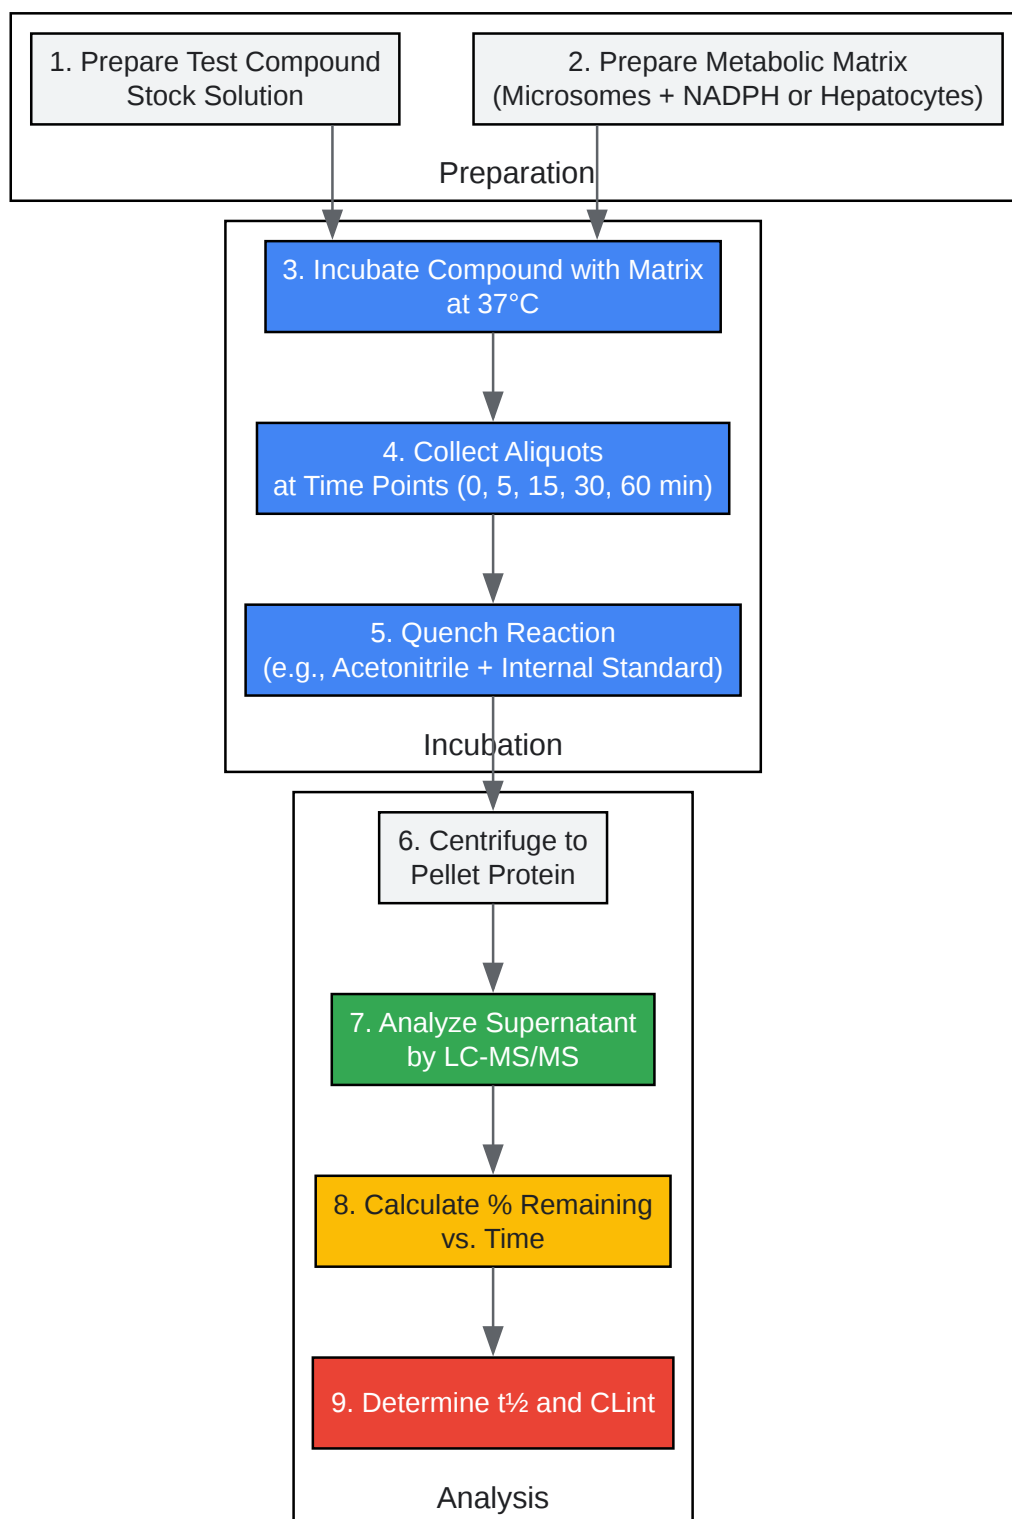 1. Prepare Test Compound
Stock Solution
2. Prepare Metabolic Matrix
(Microsomes + NADPH or Hepatocytes)
Preparation
3. Incubate Compound with Matrix
at 37°C
4. Collect Aliquots
at Time Points (0, 5, 15, 30, 60 min)
5. Quench Reaction
(e.g., Acetonitrile + Internal Standard)
Incubation
6. Centrifuge to
Pellet Protein
7. Analyze Supernatant
by LC-MS/MS
8. Calculate % Remaining
vs. Time
9. Determine t½ and CLint
Analysis